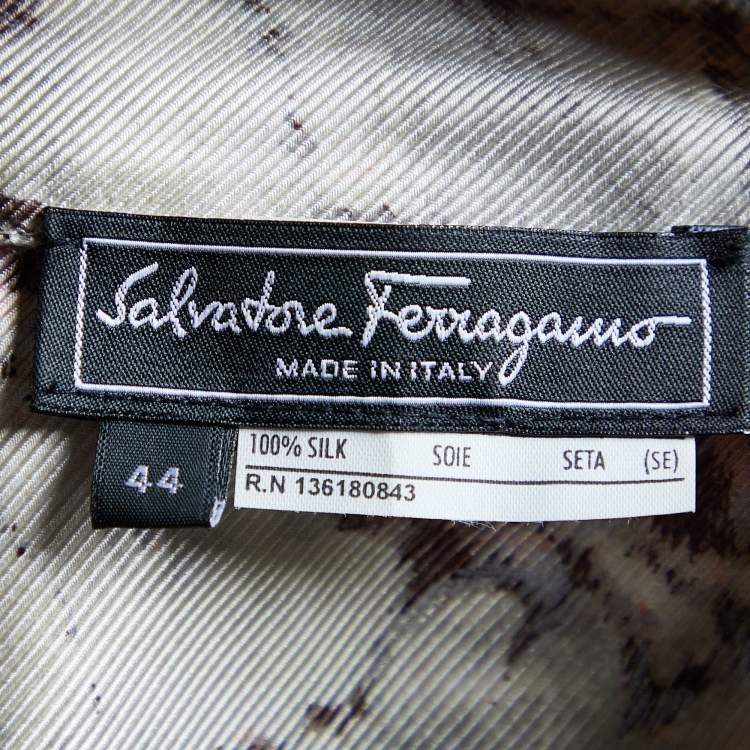 Salvatore Ferragamo
MADE IN ITALY
44
100% SILK SOIE SETA (SE)
R.N 136180843